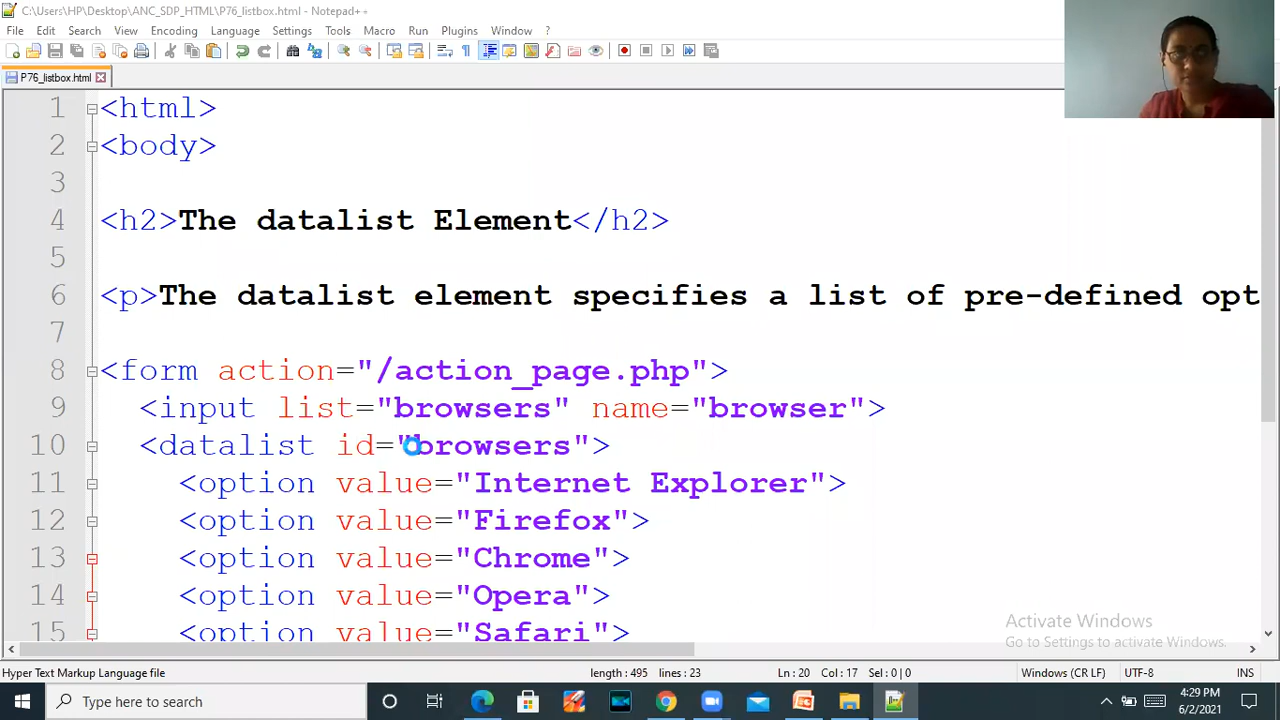 C:\Users\HP\Desktop\ANC_SDP_HTML\P76_listbox.html - Notepad++
File Edit Search View Encoding Language Settings Tools Macro Run Plugins Window ?
P76_listbox.html
1 <html>
2 <body>
3
4 <h2>The datalist Element</h2>
5
6 <p>The datalist element specifies a list of pre-defined opt
7
8 <form action="/action_page.php">
9 <input list="browsers" name="browser">
10 <datalist id="browsers">
11 <option value="Internet Explorer">
12 <option value="Firefox">
13 <option value="Chrome">
14 <option value="Opera">
15 <option value="Safari">
Activate Windows
Go to Settings to activate Windows.
Hyper Text Markup Language file length : 495 lines : 23 Ln : 20 Col : 17 Sel : 0 | 0 Windows (CR LF) UTF-8 INS
Type here to search
4:29 PM
6/2/2021